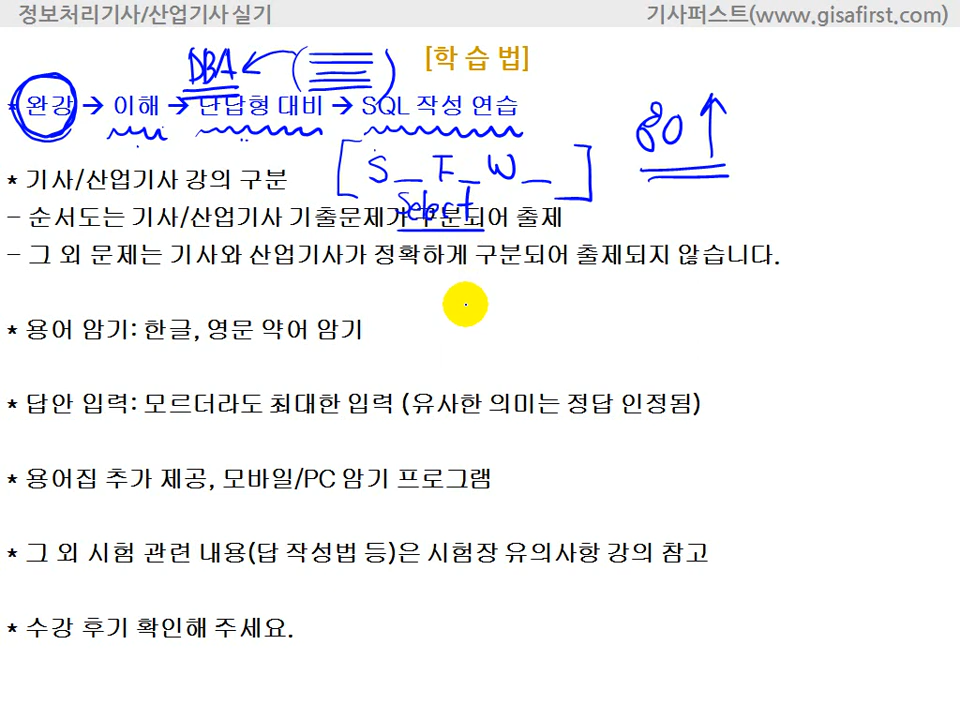 정보처리기사/산업기사 실기
기사퍼스트(www.gisafirst.com)
[학 습 법]
DBA
* 완강 → 이해 → 단답형 대비 → SQL 작성 연습
80 ↑
[ S _ F _ W _ ]
* 기사/산업기사 강의 구분
Select
- 순서도는 기사/산업기사 기출문제가 구분되어 출제
- 그 외 문제는 기사와 산업기사가 정확하게 구분되어 출제되지 않습니다.
* 용어 암기: 한글, 영문 약어 암기
* 답안 입력: 모르더라도 최대한 입력 (유사한 의미는 정답 인정됨)
* 용어집 추가 제공, 모바일/PC 암기 프로그램
* 그 외 시험 관련 내용(답 작성법 등)은 시험장 유의사항 강의 참고
* 수강 후기 확인해 주세요.